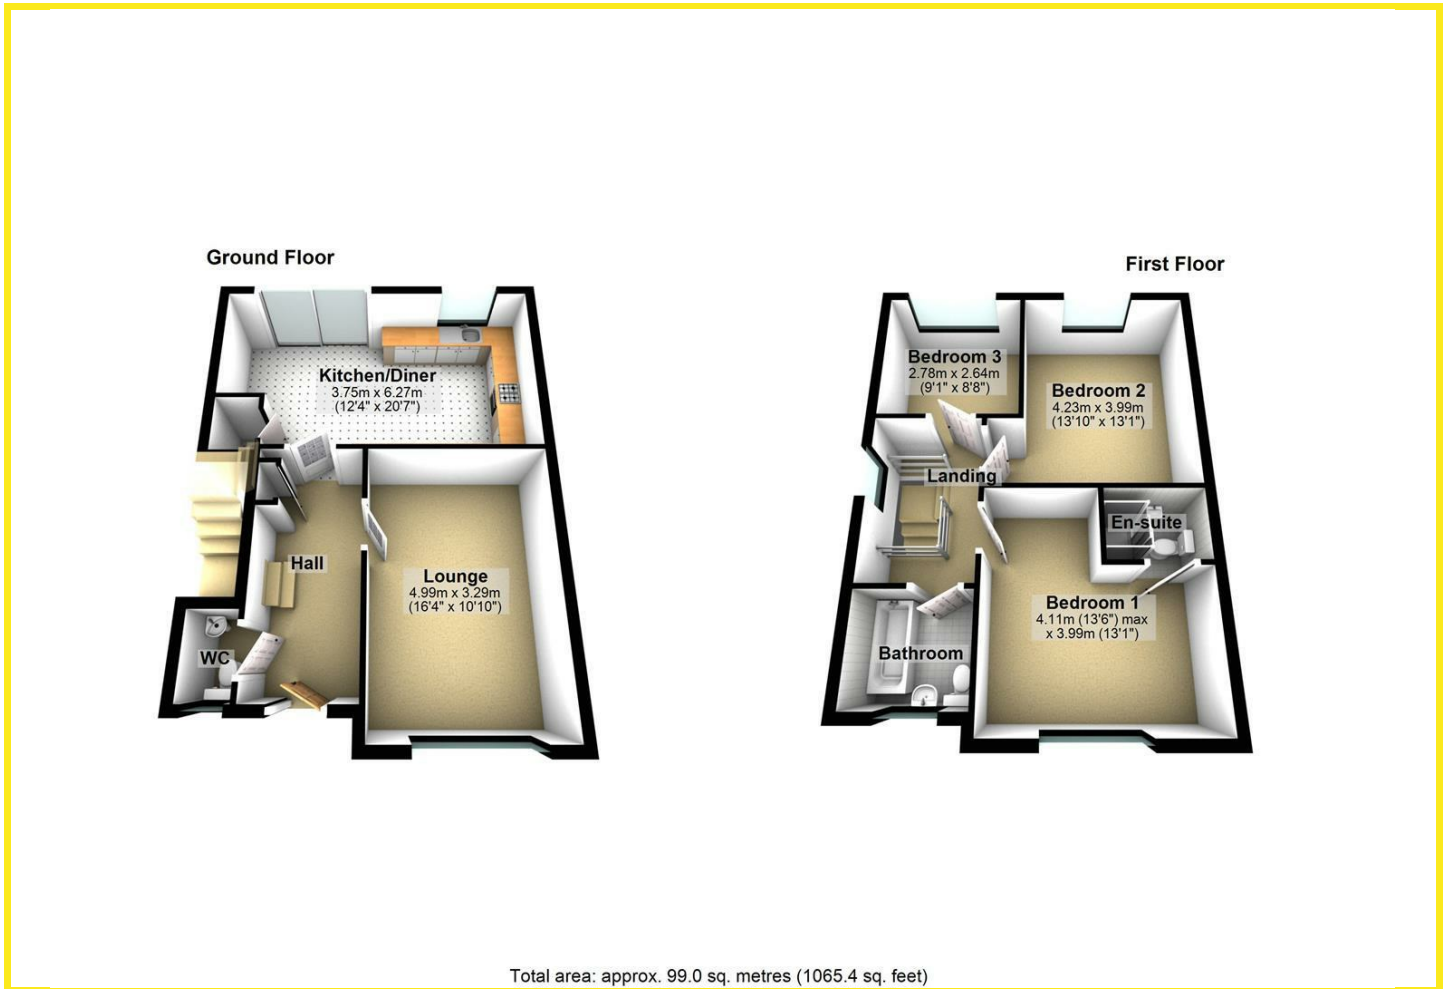 Ground Floor
Kitchen/Diner
3.75m x 6.27m
(12'4" x 20'7")
Hall
Lounge
4.99m x 3.29m
(16'4" x 10'10")
WC
First Floor
Bedroom 3
2.78m x 2.64m
(9'1" x 8'8")
Bedroom 2
4.23m x 3.99m
(13'10" x 13'1")
Landing
En-suite
Bedroom 1
4.11m (13'6") max
x 3.99m (13'1")
Bathroom
Total area: approx. 99.0 sq. metres (1065.4 sq. feet)